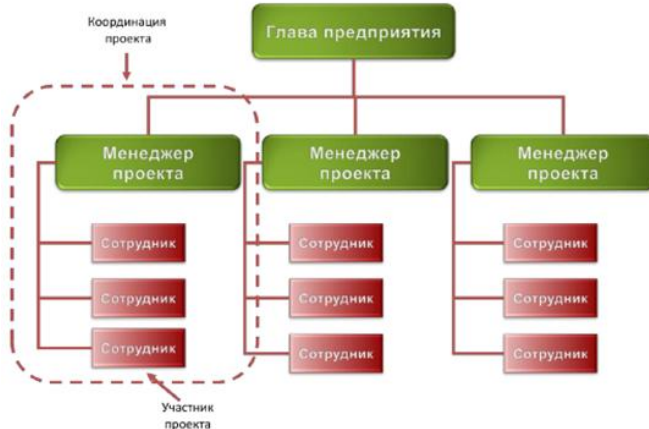 Координация
проекта
Глава предприятия
Менеджер
проекта
Менеджер
проекта
Менеджер
проекта
Сотрудник
Сотрудник
Сотрудник
Сотрудник
Сотрудник
Сотрудник
Сотрудник
Сотрудник
Сотрудник
Участник
проекта